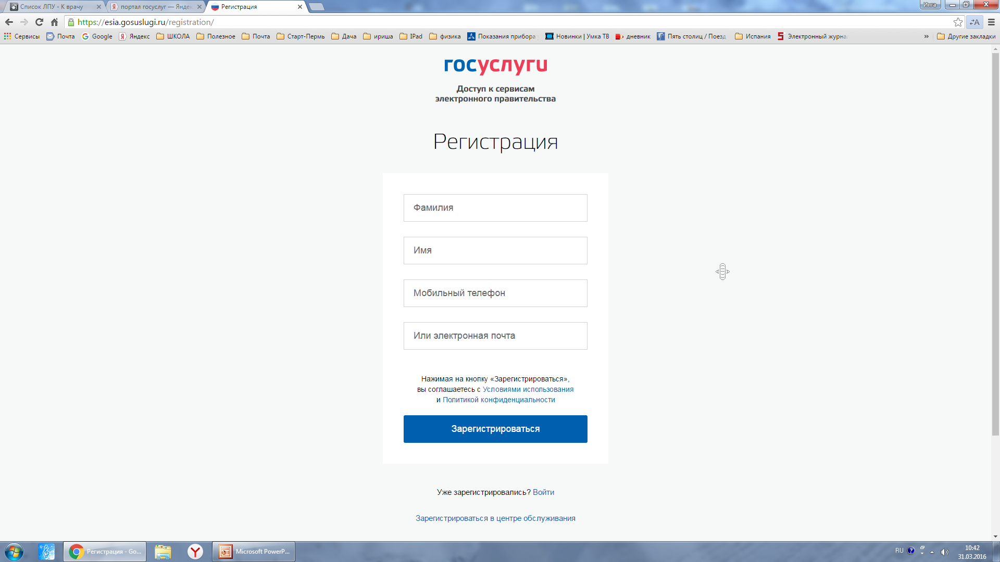 Список ЛПУ - К врачу
портал госуслуг — Яндек
Регистрация
Инга
https://esia.gosuslugi.ru/registration/
Сервисы
Почта
Google
Яндекс
ШКОЛА
Полезное
Почта
Старт-Пермь
Дача
ириша
IPad
физика
Показания прибора
Новинки | Умка ТВ
дневник
Пять столиц / Поезд
Испания
Электронный журна
»
Другие закладки
госуслуги
Доступ к сервисам
электронного правительства
Регистрация
Фамилия
Имя
Мобильный телефон
Или электронная почта
Нажимая на кнопку «Зарегистрироваться»,
вы соглашаетесь с Условиями использования
и Политикой конфиденциальности
Зарегистрироваться
Уже зарегистрировались? Войти
Зарегистрироваться в центре обслуживания
Регистрация - Go...
Microsoft PowerP...
RU
10:42
31.03.2016